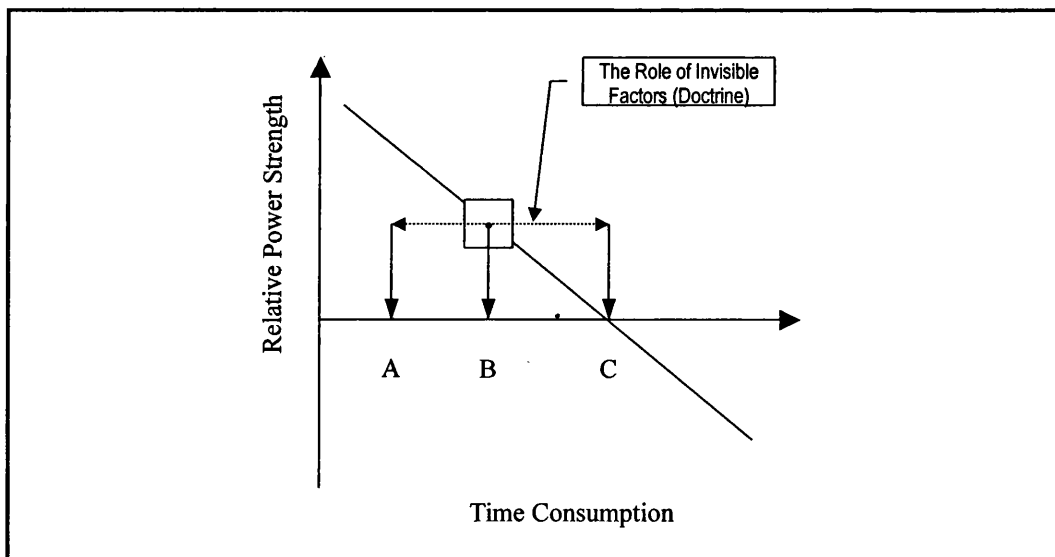 The Role of Invisible
Factors (Doctrine)
Relative Power Strength
A B C
Time Consumption